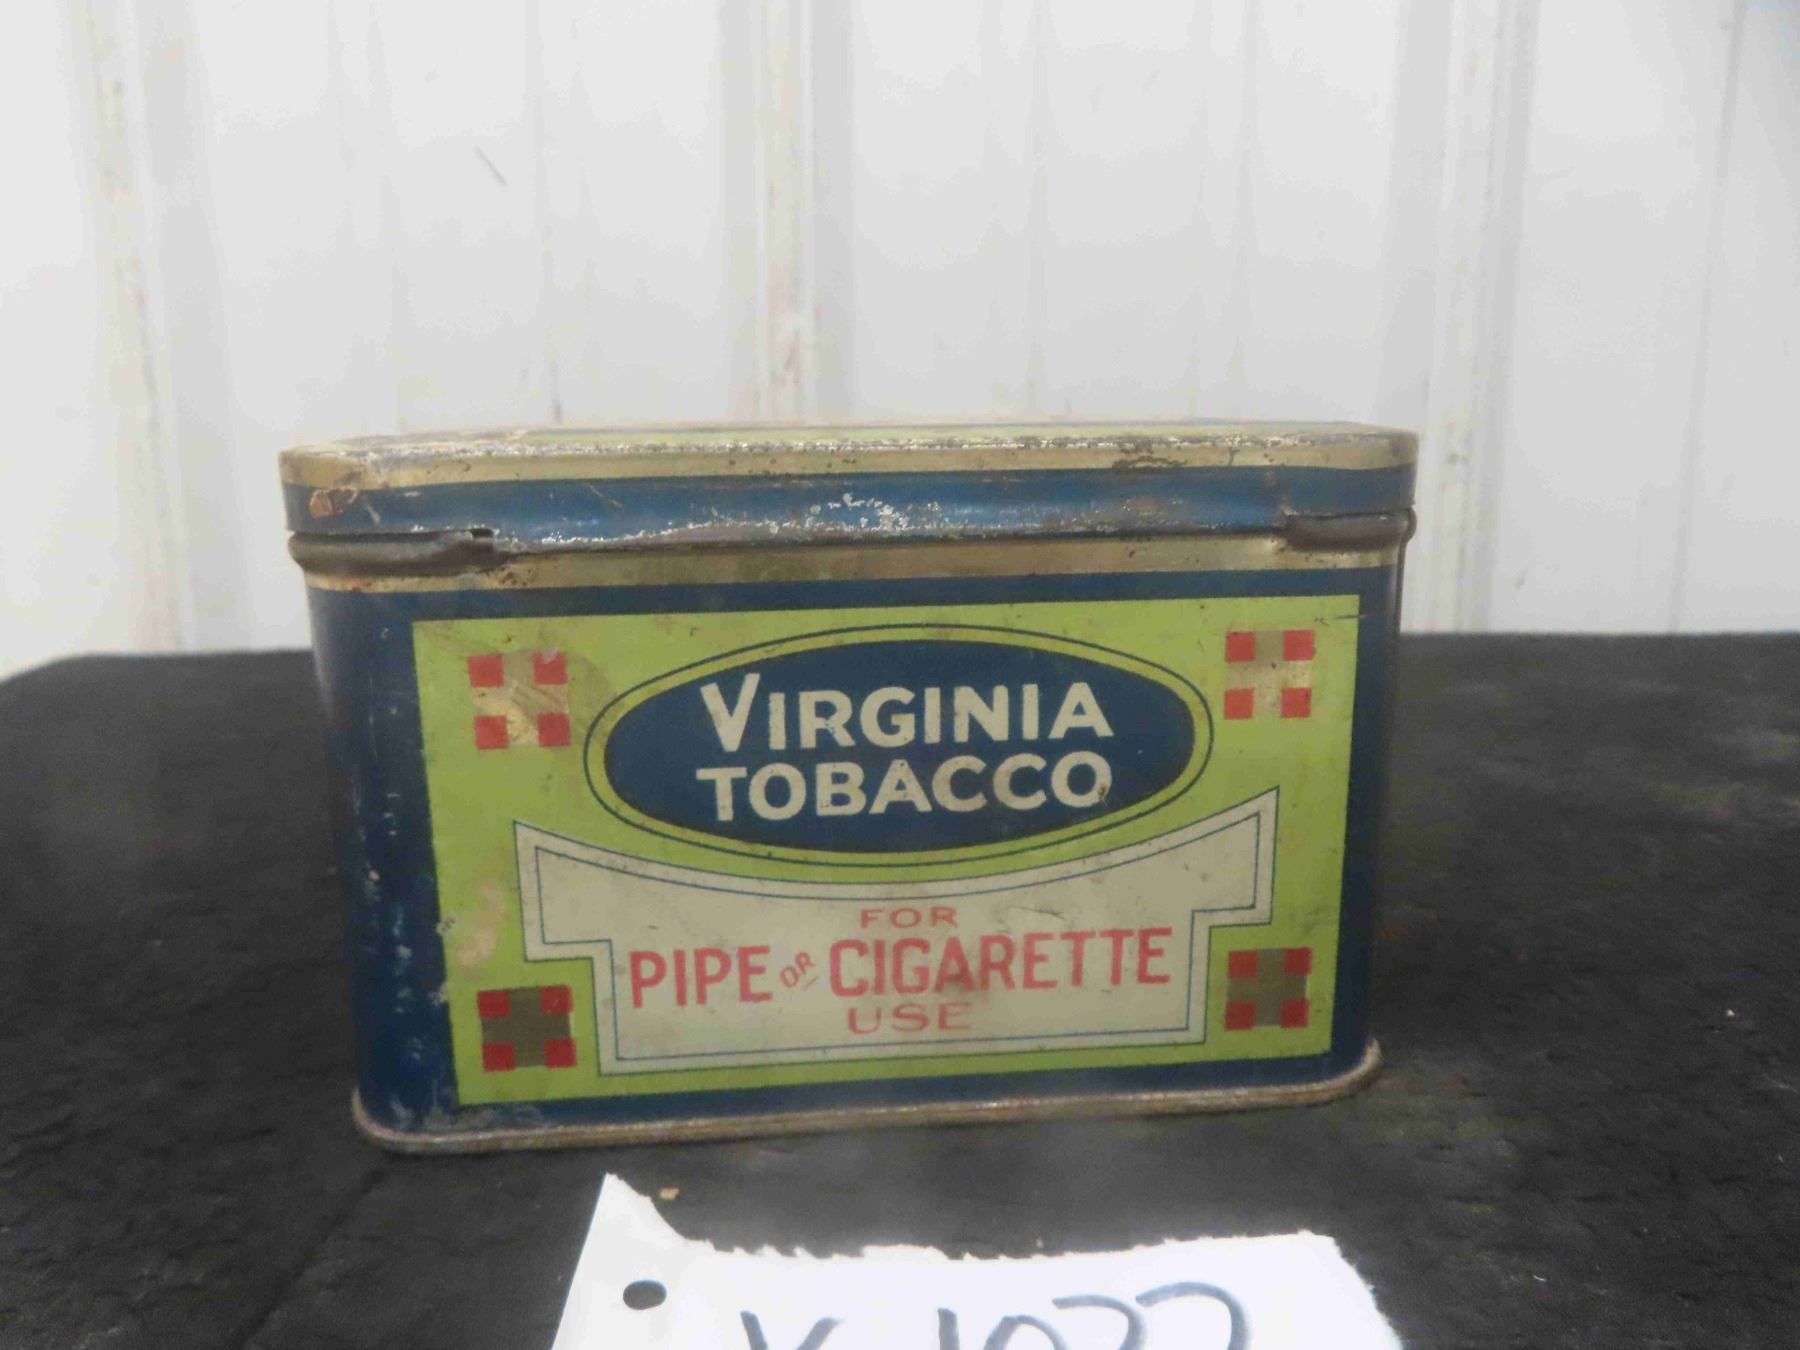 VIRGINIA
TOBACCO
FOR
PIPE OR CIGARETTE
USE